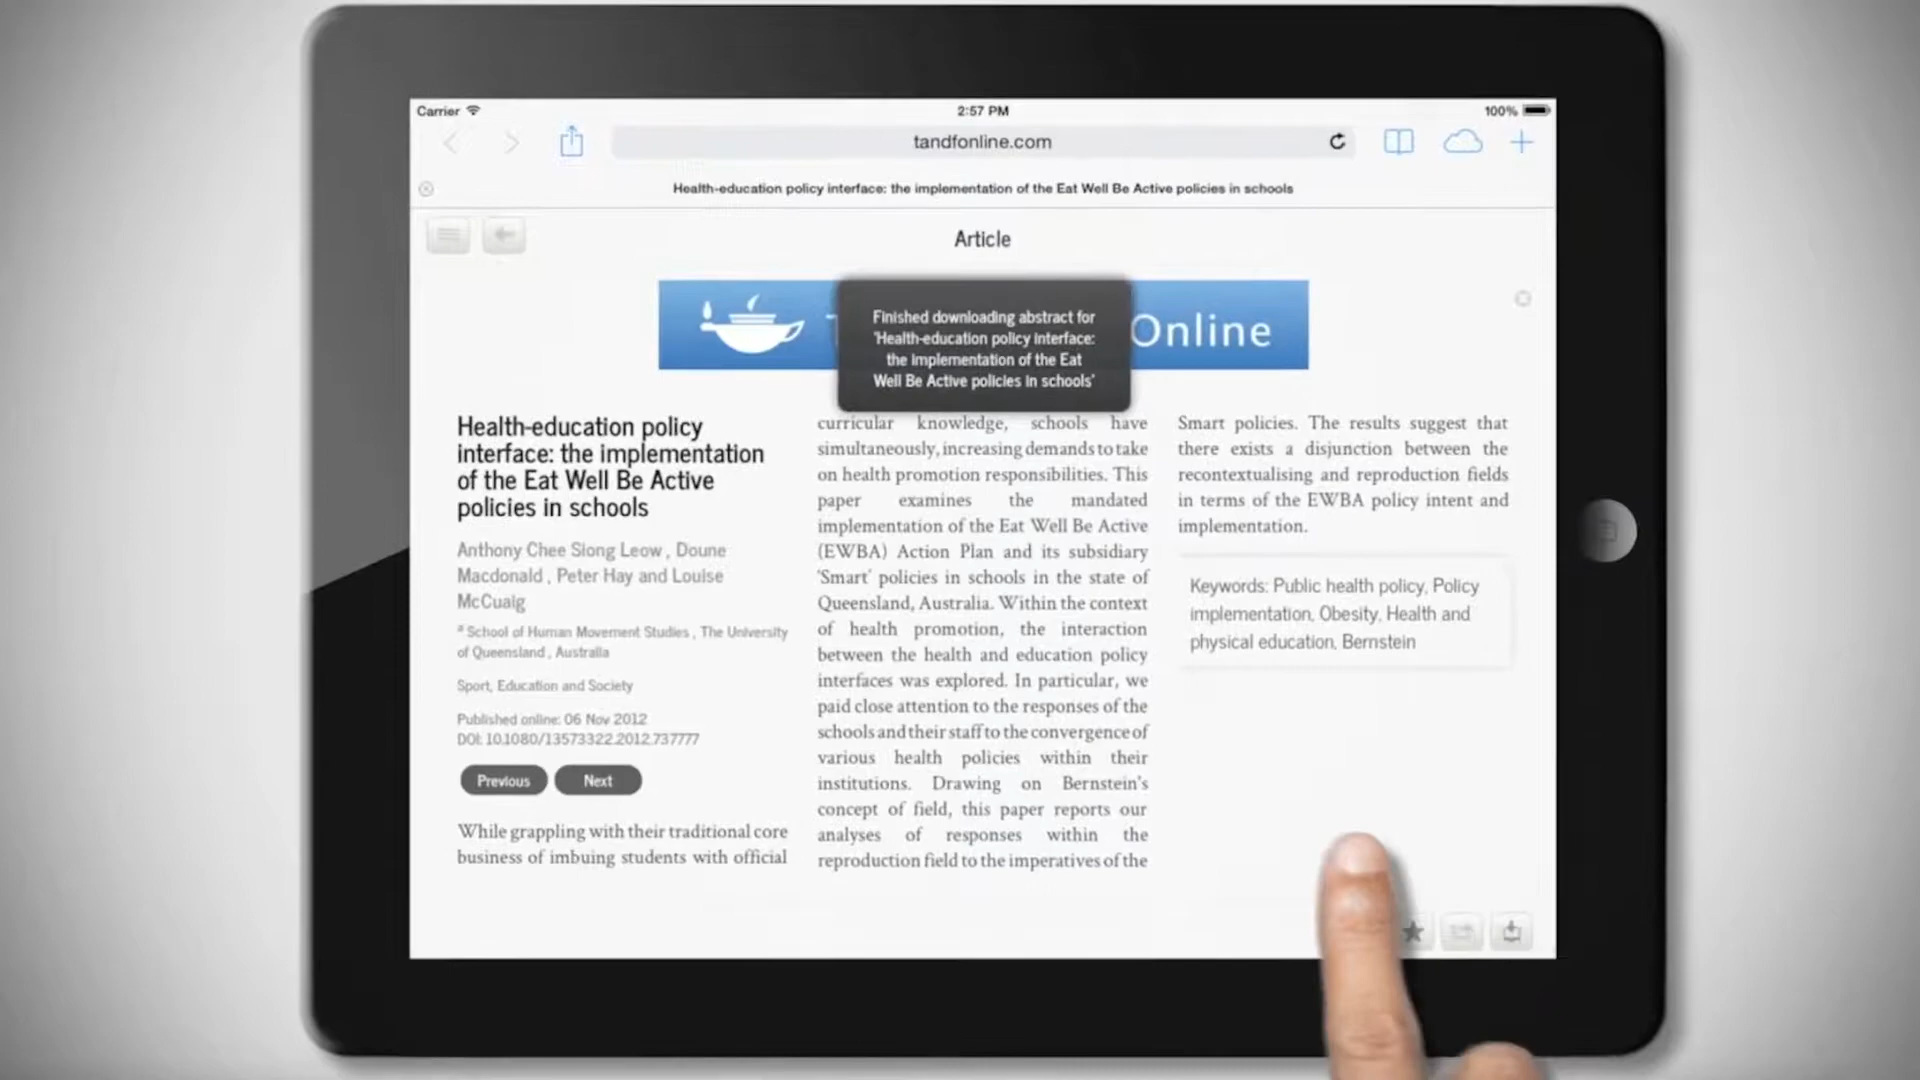 Carrier
2:57 PM
100%
tandfonline.com
Health-education policy interface: the implementation of the Eat Well Be Active policies in schools
Article
Online
Finished downloading abstract for
'Health-education policy interface:
the implementation of the Eat
Well Be Active policies in schools'
Health-education policy
interface: the implementation
of the Eat Well Be Active
policies in schools
Anthony Chee Siong Leow , Doune
Macdonald , Peter Hay and Louise
McCuaig
a School of Human Movement Studies , The University
of Queensland , Australia
Sport, Education and Society
Published online: 06 Nov 2012
DOI: 10.1080/13573322.2012.737777
Previous
Next
While grappling with their traditional core
business of imbuing students with official
curricular knowledge, schools have
simultaneously, increasing demands to take
on health promotion responsibilities. This
paper examines the mandated
implementation of the Eat Well Be Active
(EWBA) Action Plan and its subsidiary
'Smart' policies in schools in the state of
Queensland, Australia. Within the context
of health promotion, the interaction
between the health and education policy
interfaces was explored. In particular, we
paid close attention to the responses of the
schools and their staff to the convergence of
various health policies within their
institutions. Drawing on Bernstein's
concept of field, this paper reports our
analyses of responses within the
reproduction field to the imperatives of the
Smart policies. The results suggest that
there exists a disjunction between the
recontextualising and reproduction fields
in terms of the EWBA policy intent and
implementation.
Keywords: Public health policy, Policy
implementation, Obesity, Health and
physical education, Bernstein